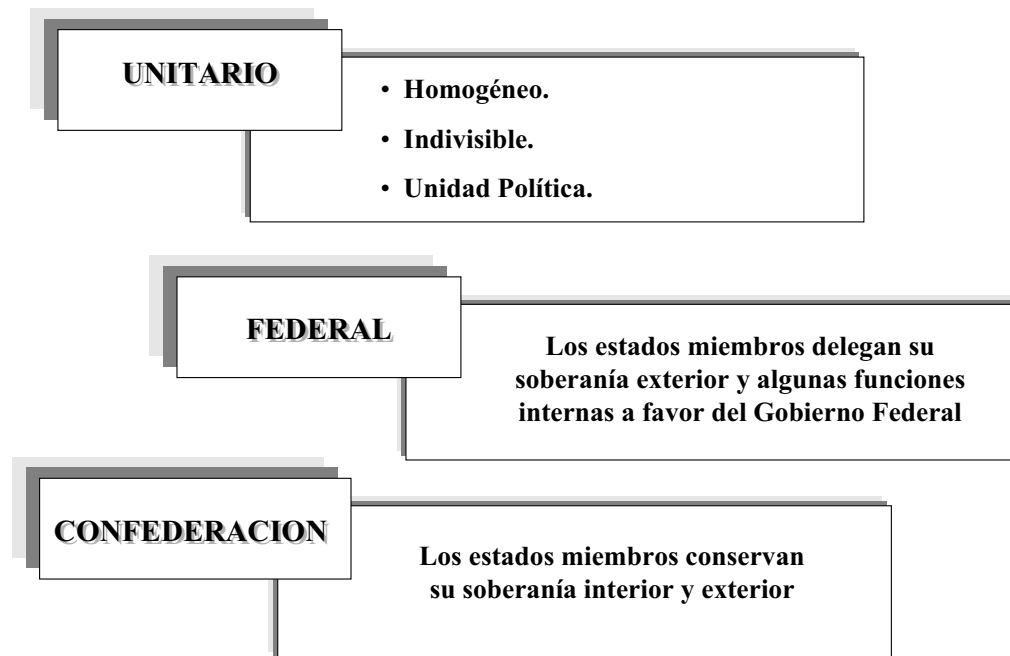 UNITARIO
• Homogéneo.
• Indivisible.
• Unidad Política.
FEDERAL
Los estados miembros delegan su
soberanía exterior y algunas funciones
internas a favor del Gobierno Federal
CONFEDERACION
Los estados miembros conservan
su soberanía interior y exterior